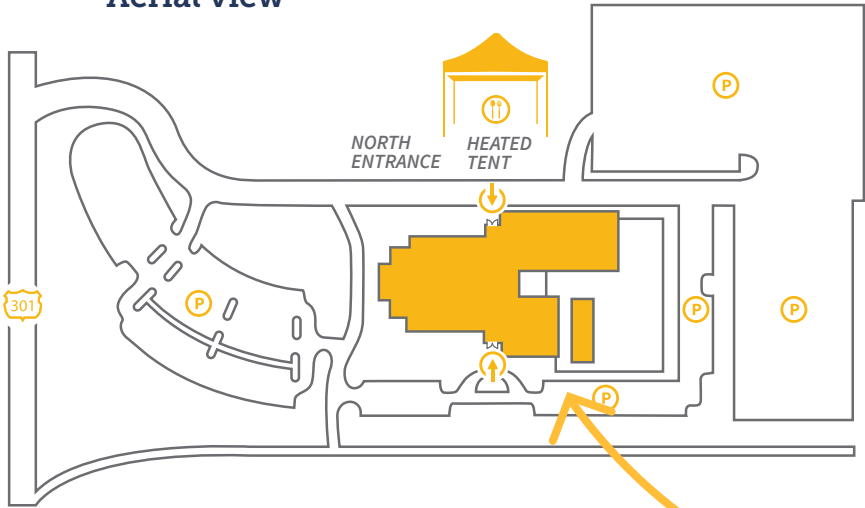 Aerial View
P
NORTH
ENTRANCE
HEATED
TENT
301
P
P
P
P